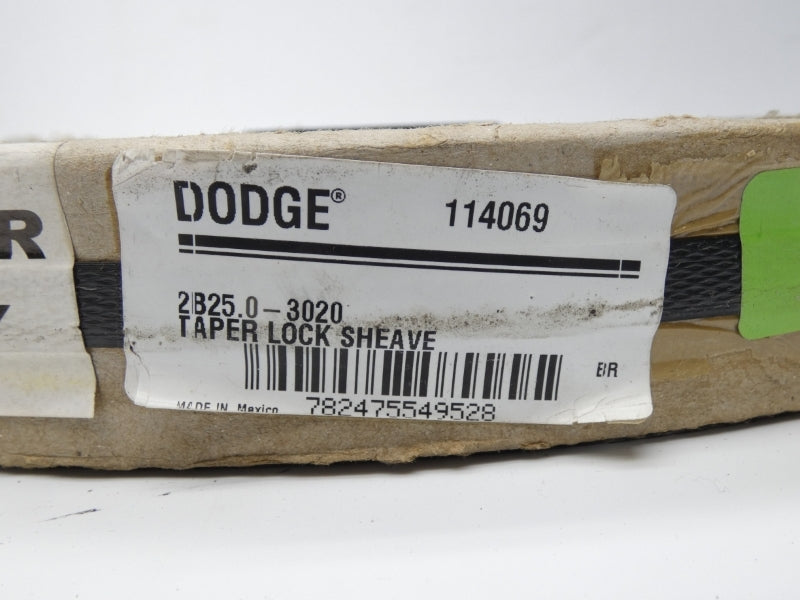 DODGE® 114069
2B25.0-3020
TAPER LOCK SHEAVE
BR
MADE IN Mexico 782475549528
R